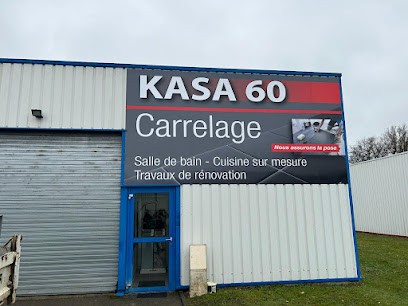 KASA 60
Carrelage
Nous assurons la pose
Salle de bain - Cuisine sur mesure
Travaux de rénovation